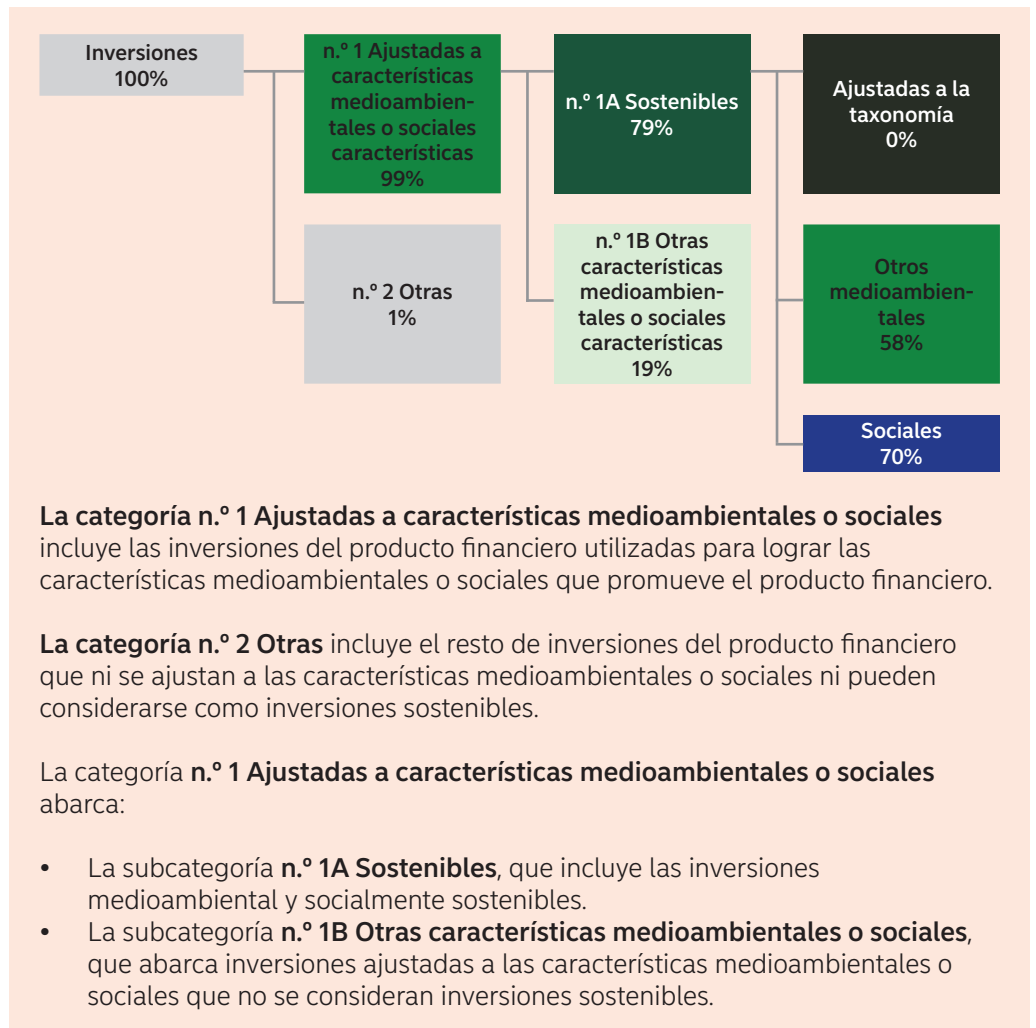 Inversiones
100%
n.º 1 Ajustadas a
características
medioambien-
tales o sociales
características
99%
n.º 1A Sostenibles
79%
Ajustadas a la
taxonomía
0%
n.º 2 Otras
1%
n.º 1B Otras
características
medioambien-
tales o sociales
características
19%
Otros
medioambien-
tales
58%
Sociales
70%
La categoría n.º 1 Ajustadas a características medioambientales o sociales
incluye las inversiones del producto financiero utilizadas para lograr las
características medioambientales o sociales que promueve el producto financiero.
La categoría n.º 2 Otras incluye el resto de inversiones del producto financiero
que ni se ajustan a las características medioambientales o sociales ni pueden
considerarse como inversiones sostenibles.
La categoría n.º 1 Ajustadas a características medioambientales o sociales
abarca:
• La subcategoría n.º 1A Sostenibles, que incluye las inversiones
medioambiental y socialmente sostenibles.
• La subcategoría n.º 1B Otras características medioambientales o sociales,
que abarca inversiones ajustadas a las características medioambientales o
sociales que no se consideran inversiones sostenibles.